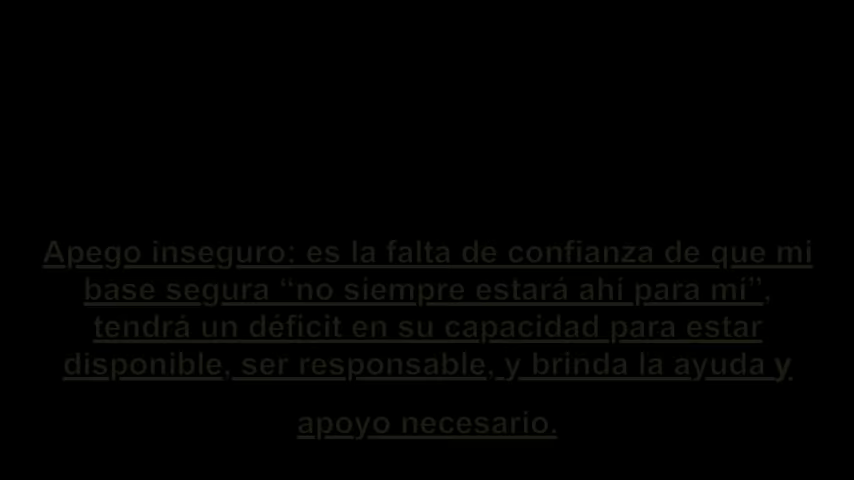 Apego inseguro: es la falta de confianza de que mi
base segura “no siempre estará ahí para mí”,
tendrá un déficit en su capacidad para estar
disponible, ser responsable, y brinda la ayuda y
apoyo necesario.